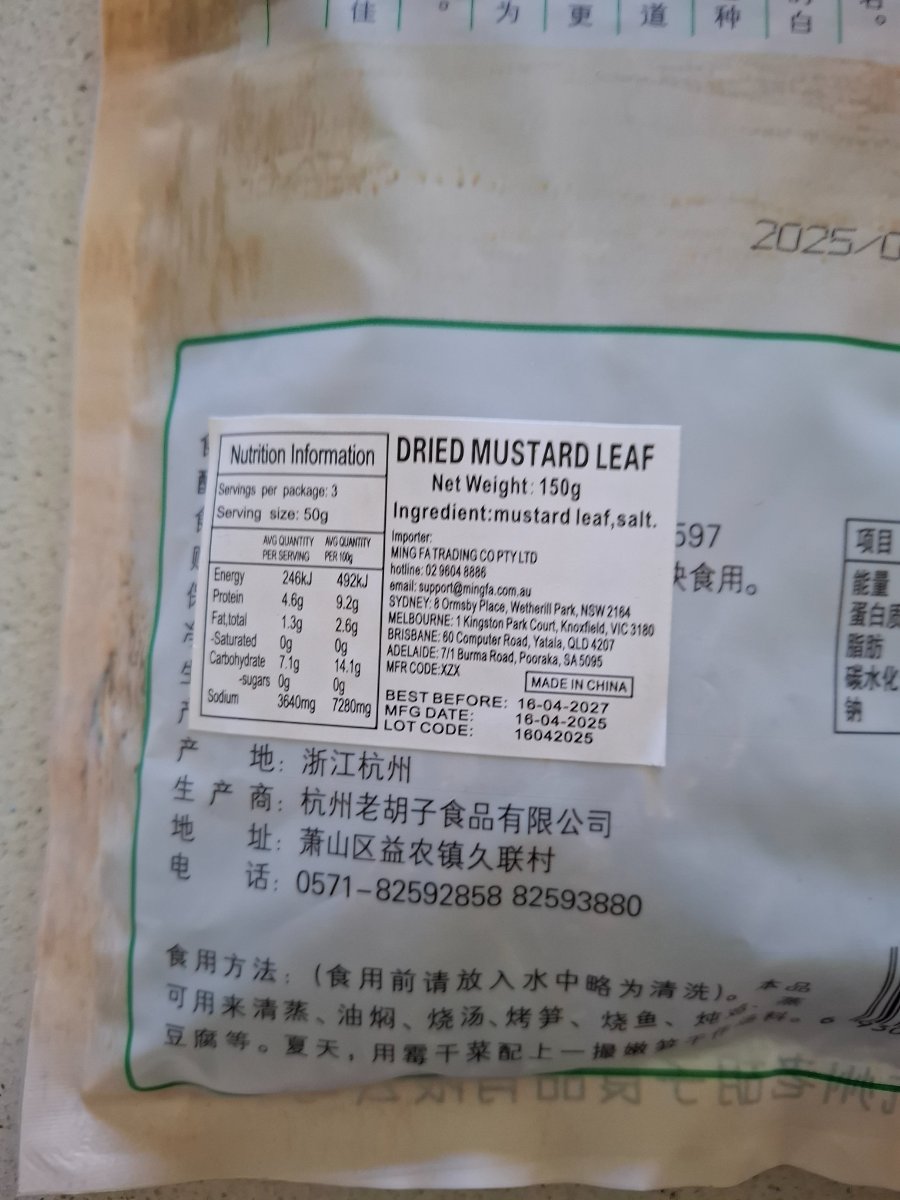 佳 为 更 道 种 白
2025/0
Nutrition Information
Servings per package: 3
Serving size: 50g
AVG QUANTITY AVG QUANTITY
PER SERVING PER 100g
Energy 246kJ 492kJ
Protein 4.6g 9.2g
Fat,total 1.3g 2.6g
-Saturated 0g 0g
Carbohydrate 7.1g 14.1g
-sugars 0g 0g
Sodium 3640mg 7280mg
DRIED MUSTARD LEAF
Net Weight: 150g
Ingredient:mustard leaf,salt.
Importer:
MING FA TRADING CO PTY LTD
hotline: 02 9604 8886
email: support@mingfa.com.au
SYDNEY: 8 Ormsby Place, Wetherill Park, NSW 2164
MELBOURNE: 1 Kingston Park Court, Knoxfield, VIC 3180
BRISBANE: 60 Computer Road, Yatala, QLD 4207
ADELAIDE: 7/1 Burma Road, Pooraka, SA 5095
MFR CODE:XZX
MADE IN CHINA
BEST BEFORE: 16-04-2027
MFG DATE: 16-04-2025
LOT CODE: 16042025
597
食用。
项目
能量
蛋白质
脂肪
碳水化
钠
产 地: 浙江杭州
生产商: 杭州老胡子食品有限公司
地 址: 萧山区益农镇久联村
电 话: 0571-82592858 82593880
食用方法: (食用前请放入水中略为清洗)。本品
可用来清蒸、油焖、烧汤、烤笋、烧鱼、炖
豆腐等。夏天,用霉干菜配上一撮嫩笋干